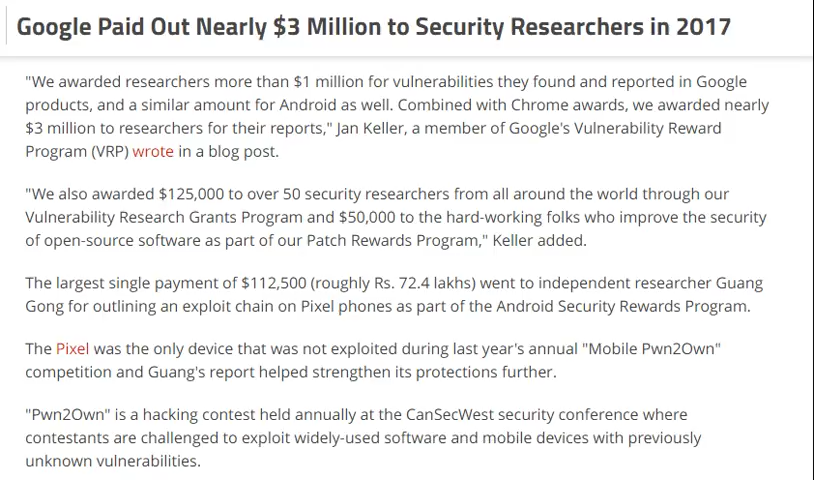 Google Paid Out Nearly $3 Million to Security Researchers in 2017
"We awarded researchers more than $1 million for vulnerabilities they found and reported in Google
products, and a similar amount for Android as well. Combined with Chrome awards, we awarded nearly
$3 million to researchers for their reports," Jan Keller, a member of Google's Vulnerability Reward
Program (VRP) wrote in a blog post.
"We also awarded $125,000 to over 50 security researchers from all around the world through our
Vulnerability Research Grants Program and $50,000 to the hard-working folks who improve the security
of open-source software as part of our Patch Rewards Program," Keller added.
The largest single payment of $112,500 (roughly Rs. 72.4 lakhs) went to independent researcher Guang
Gong for outlining an exploit chain on Pixel phones as part of the Android Security Rewards Program.
The Pixel was the only device that was not exploited during last year's annual "Mobile Pwn2Own"
competition and Guang's report helped strengthen its protections further.
"Pwn2Own" is a hacking contest held annually at the CanSecWest security conference where
contestants are challenged to exploit widely-used software and mobile devices with previously
unknown vulnerabilities.